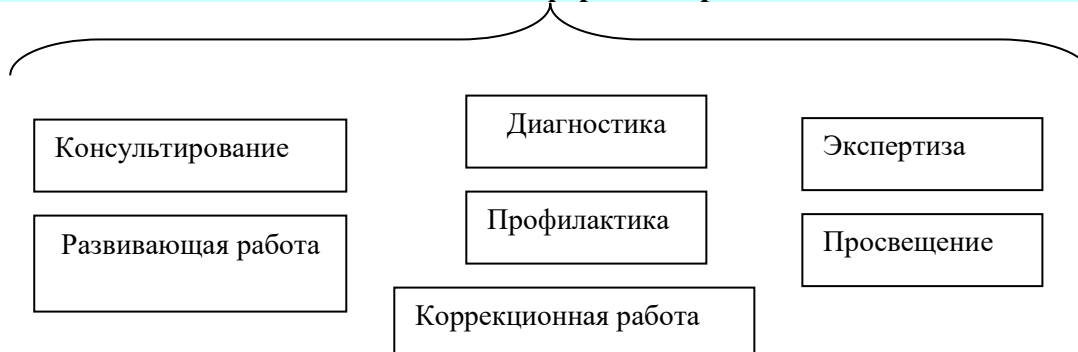 Консультирование
Диагностика
Экспертиза
Развивающая работа
Профилактика
Просвещение
Коррекционная работа